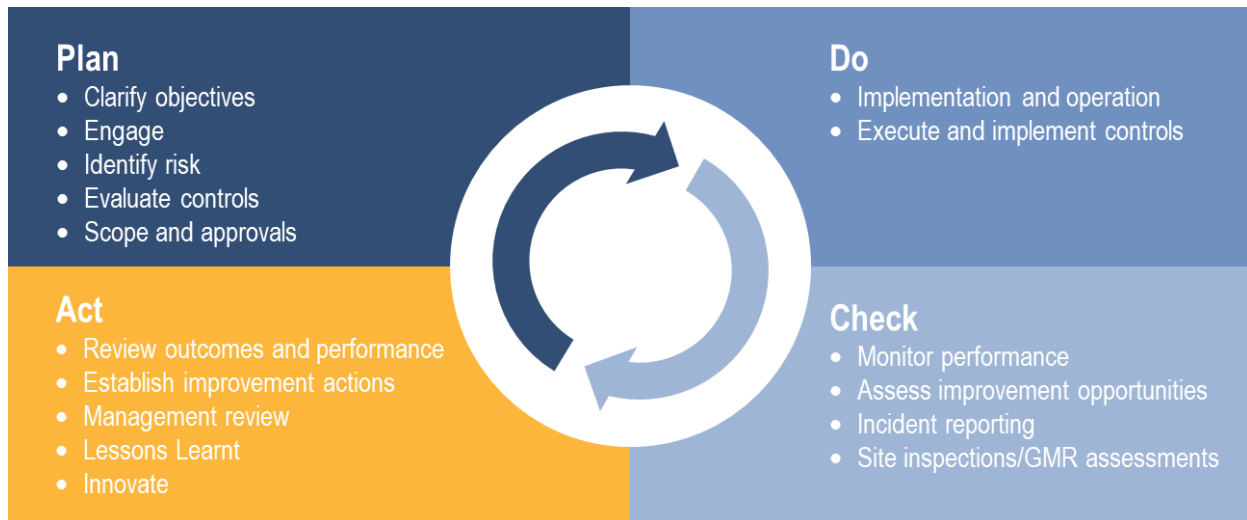 Plan
• Clarify objectives
• Engage
• Identify risk
• Evaluate controls
• Scope and approvals
Do
• Implementation and operation
• Execute and implement controls
Act
• Review outcomes and performance
• Establish improvement actions
• Management review
• Lessons Learnt
• Innovate
Check
• Monitor performance
• Assess improvement opportunities
• Incident reporting
• Site inspections/GMR assessments